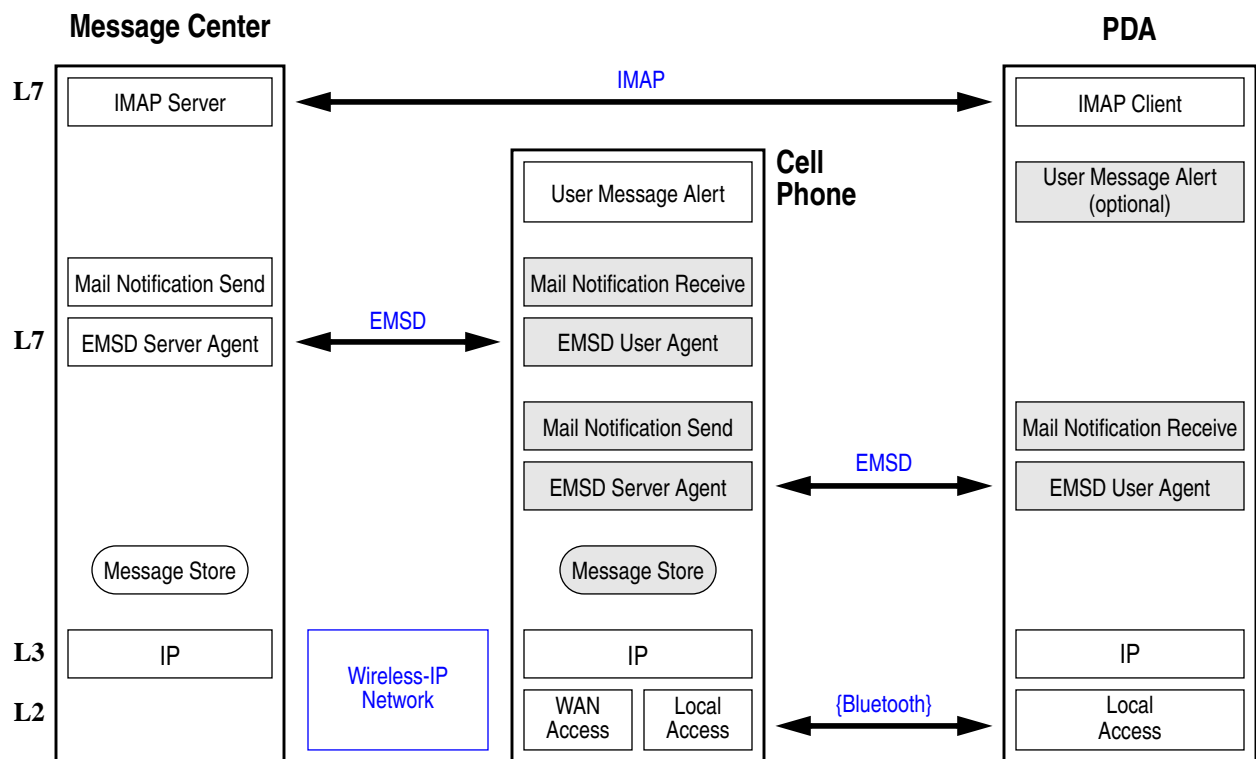 Message Center
PDA
L7
IMAP Server
IMAP
IMAP Client
Cell
Phone
User Message Alert
User Message Alert
(optional)
Mail Notification Send
Mail Notification Receive
L7
EMSD Server Agent
EMSD
EMSD User Agent
Mail Notification Send
Mail Notification Receive
EMSD Server Agent
EMSD
EMSD User Agent
Message Store
Message Store
L3
IP
Wireless-IP
Network
IP
IP
L2
WAN
Access
Local
Access
{Bluetooth}
Local
Access